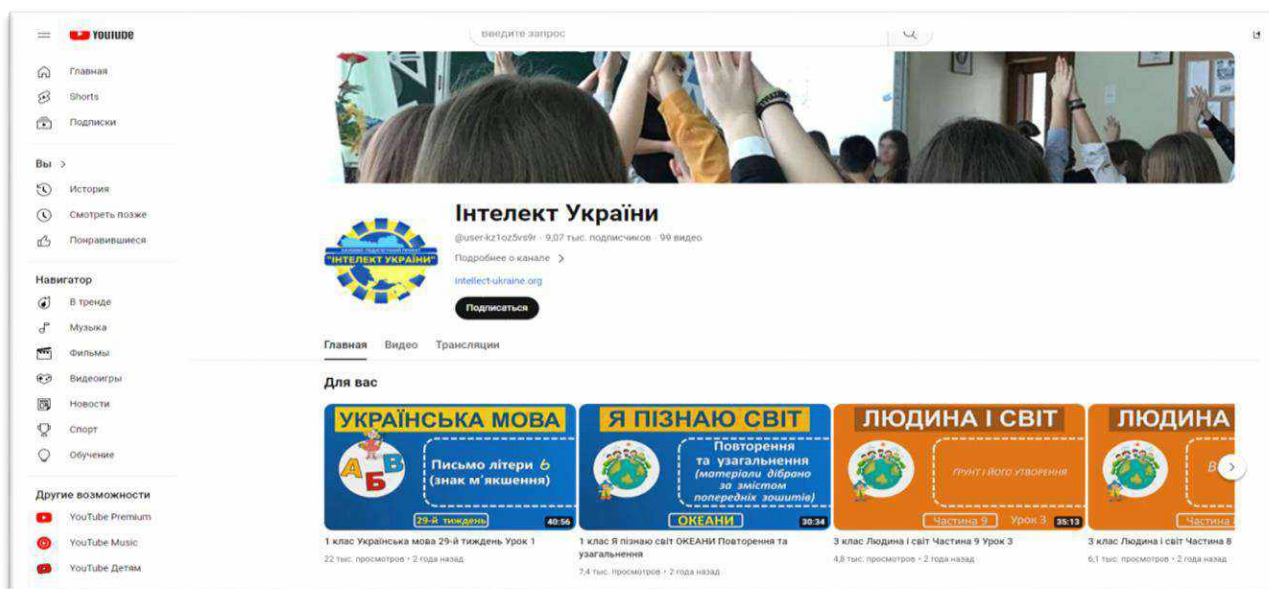 YouTube
Введите запрос
Главная
Shorts
Подписки
Вы >
История
Смотреть позже
Понравившиеся
Навигатор
В тренде
Музыка
Фильмы
Видеоигры
Новости
Спорт
Обучение
Другие возможности
YouTube Premium
YouTube Music
YouTube Детям
"ІНТЕЛЕКТ УКРАЇНИ"
Інтелект України
@user-kz1oz5vs9r · 9,07 тыс. подписчиков · 99 видео
Подробнее о канале >
intellect-ukraine.org
Подписаться
Главная Видео Трансляции
Для вас
УКРАЇНСЬКА МОВА
А Б В
Письмо літери ь
(знак м'якшення)
29-й тиждень
40:56
1 клас Українська мова 29-й тиждень Урок 1
22 тыс. просмотров · 2 года назад
Я ПІЗНАЮ СВІТ
Повторення
та узагальнення
(матеріали дібрано
за змістом
попередніх зошитів)
ОКЕАНИ
30:34
1 клас Я пізнаю світ ОКЕАНИ Повторення та
узагальнення
7,4 тыс. просмотров · 2 года назад
ЛЮДИНА І СВІТ
ҐРУНТ І ЙОГО УТВОРЕННЯ
Частина 9 Урок 3
35:13
3 клас Людина і світ Частина 9 Урок 3
4,8 тыс. просмотров · 2 года назад
ЛЮДИНА
В
Частина
3 клас Людина і світ Частина 8
6,1 тыс. просмотров · 2 года назад